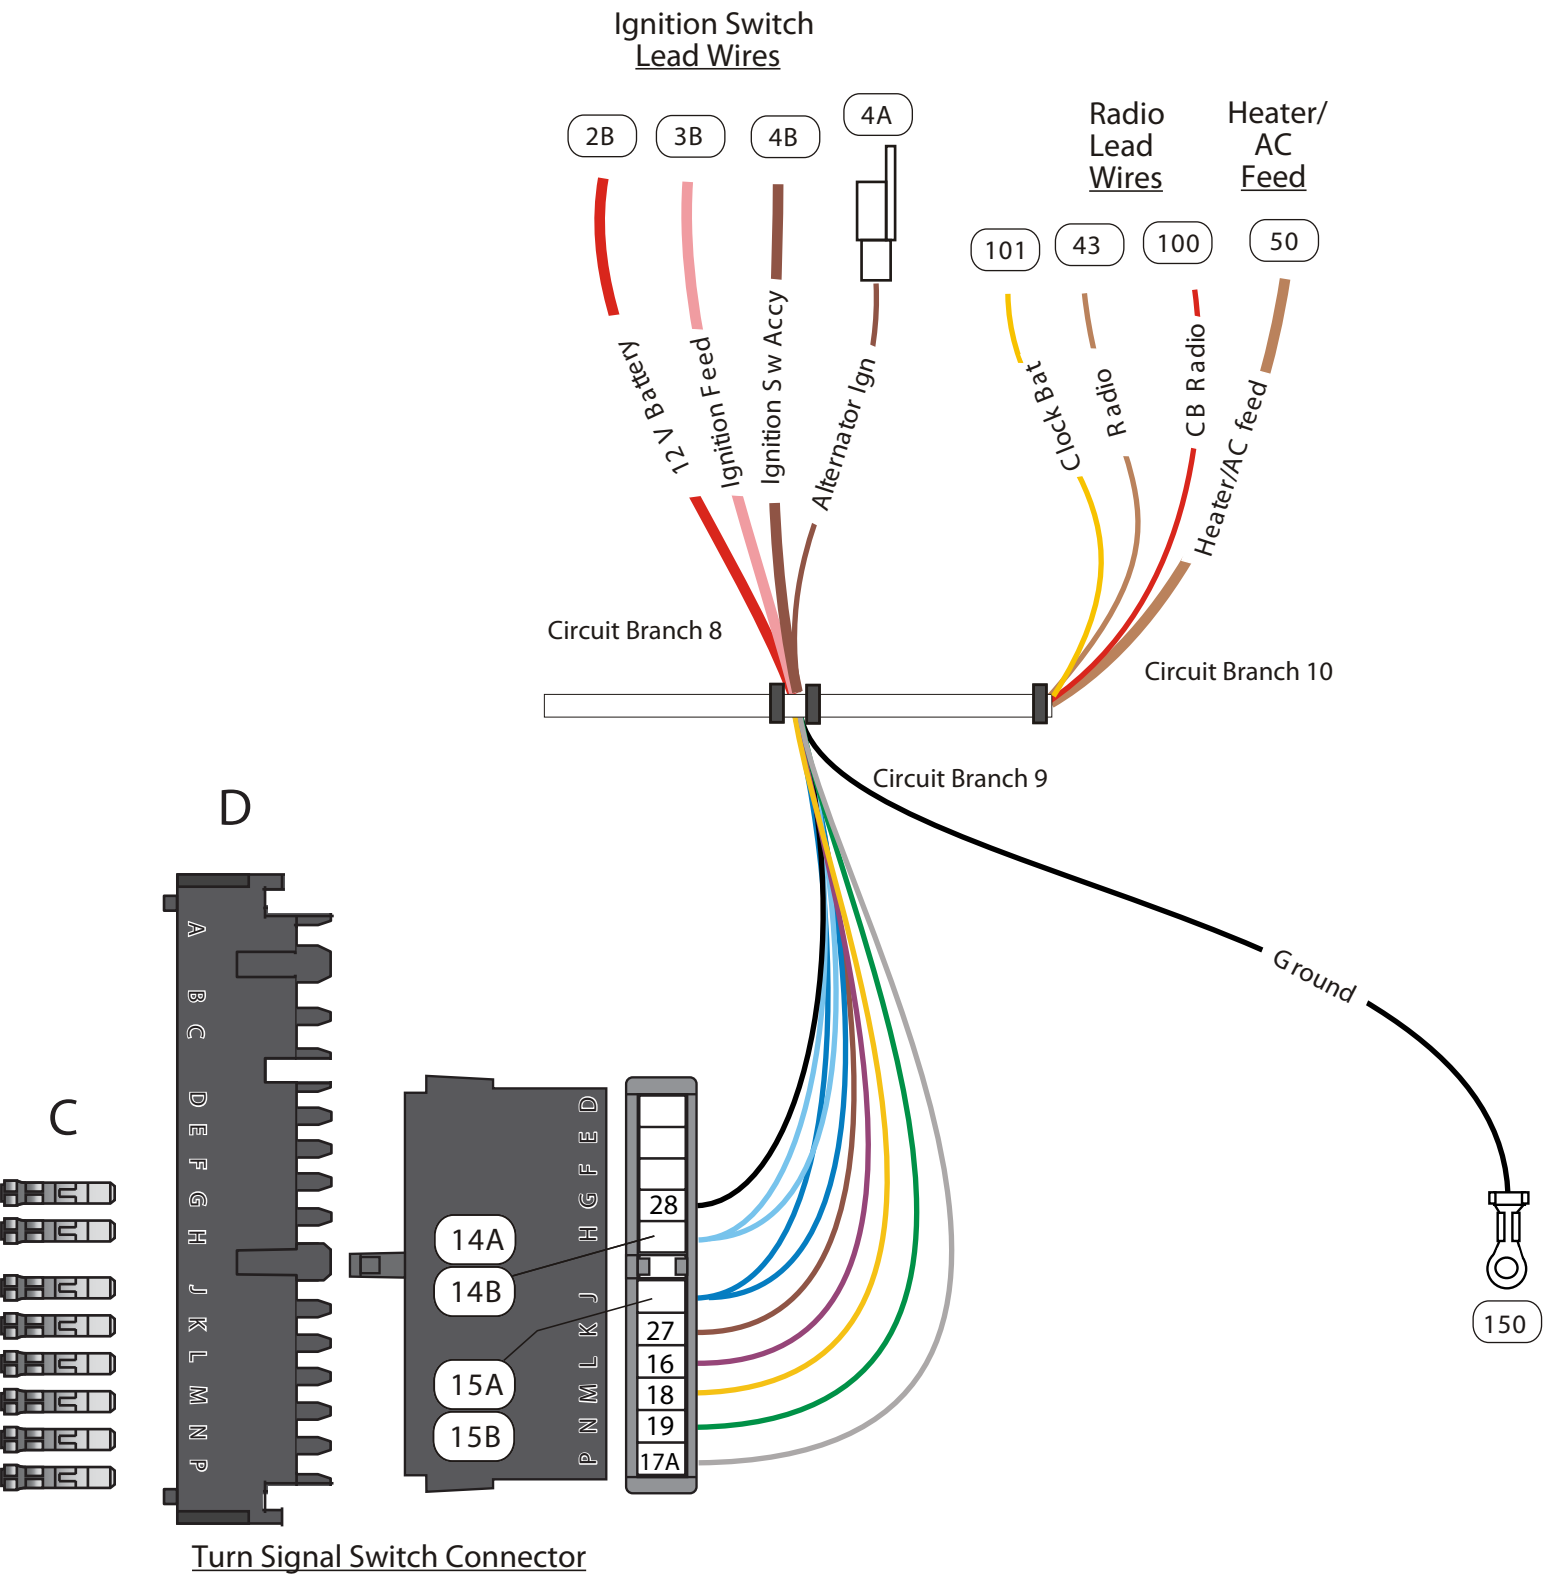 Ignition Switch
Lead Wires
2B
3B
4B
4A
Radio
Lead
Wires
Heater/
AC
Feed
101
43
100
50
12 V Battery
Ignition Feed
Ignition Sw Accy
Alternator Ign
Clock Bat
Radio
CB Radio
Heater/AC feed
Circuit Branch 8
Circuit Branch 10
Circuit Branch 9
Ground
150
D
C
A
B
C
D
E
F
G
H
J
K
L
M
N
P
D
E
F
G
H
J
K
L
M
N
P
14A
14B
15A
15B
28
27
16
18
19
17A
Turn Signal Switch Connector